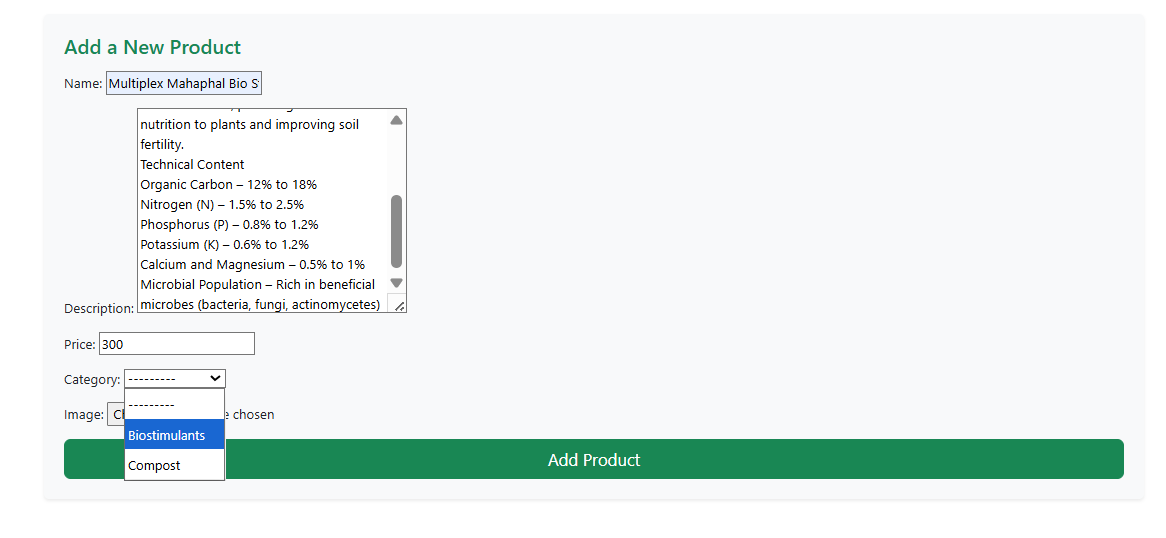 Add a New Product
Name: Multiplex Mahaphal Bio S
nutrition to plants and improving soil
fertility.
Technical Content
Organic Carbon – 12% to 18%
Nitrogen (N) – 1.5% to 2.5%
Phosphorus (P) – 0.8% to 1.2%
Potassium (K) – 0.6% to 1.2%
Calcium and Magnesium – 0.5% to 1%
Microbial Population – Rich in beneficial
Description: microbes (bacteria, fungi, actinomycetes)
Price: 300
Category: ---------
---------
Image: chosen
Biostimulants
Compost
Add Product